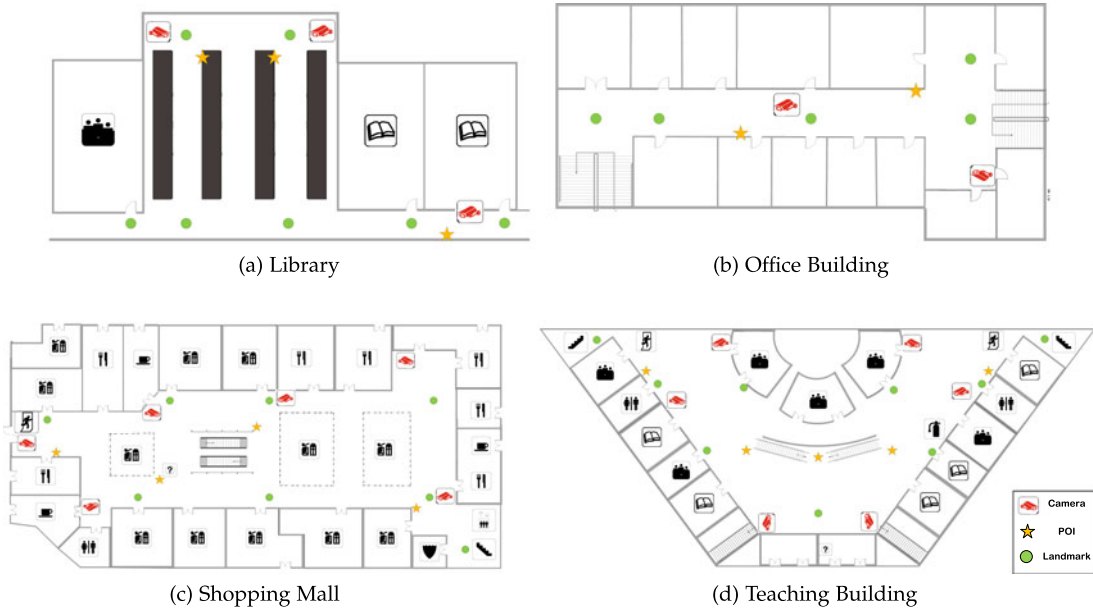 (a) Library
(b) Office Building
?
?
Camera
POI
Landmark
(c) Shopping Mall
(d) Teaching Building